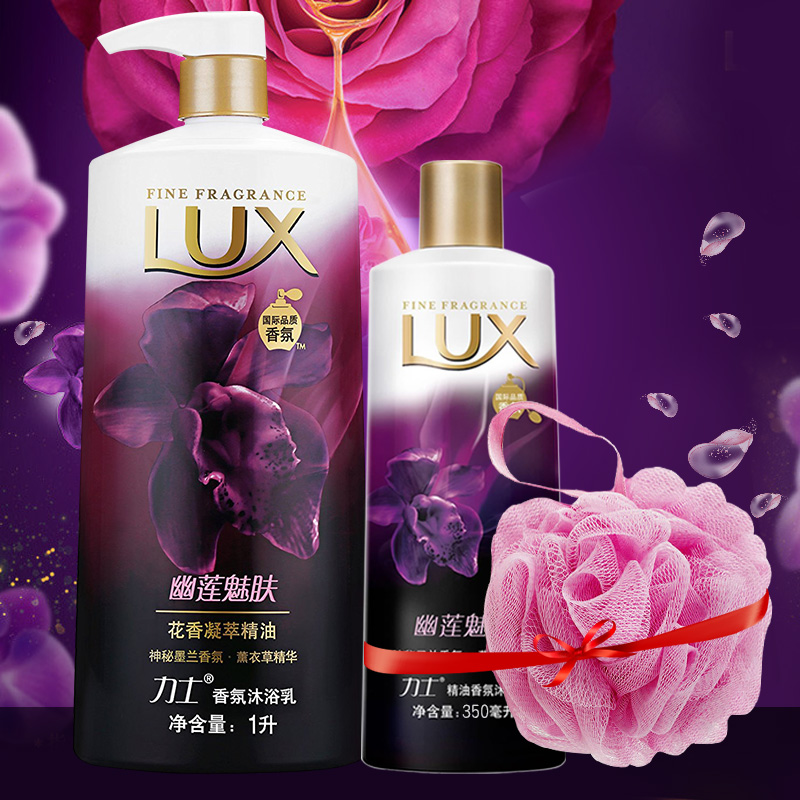 FINE FRAGRANCE
LUX
国际品质
香氛
TM
幽莲魅肤
花香凝萃精油
神秘墨兰香氛·薰衣草精华
力士®香氛沐浴乳
净含量:1升
FINE FRAGRANCE
LUX
国际品质
香氛
幽莲魅
力士®精油香氛沐
净含量:350毫升